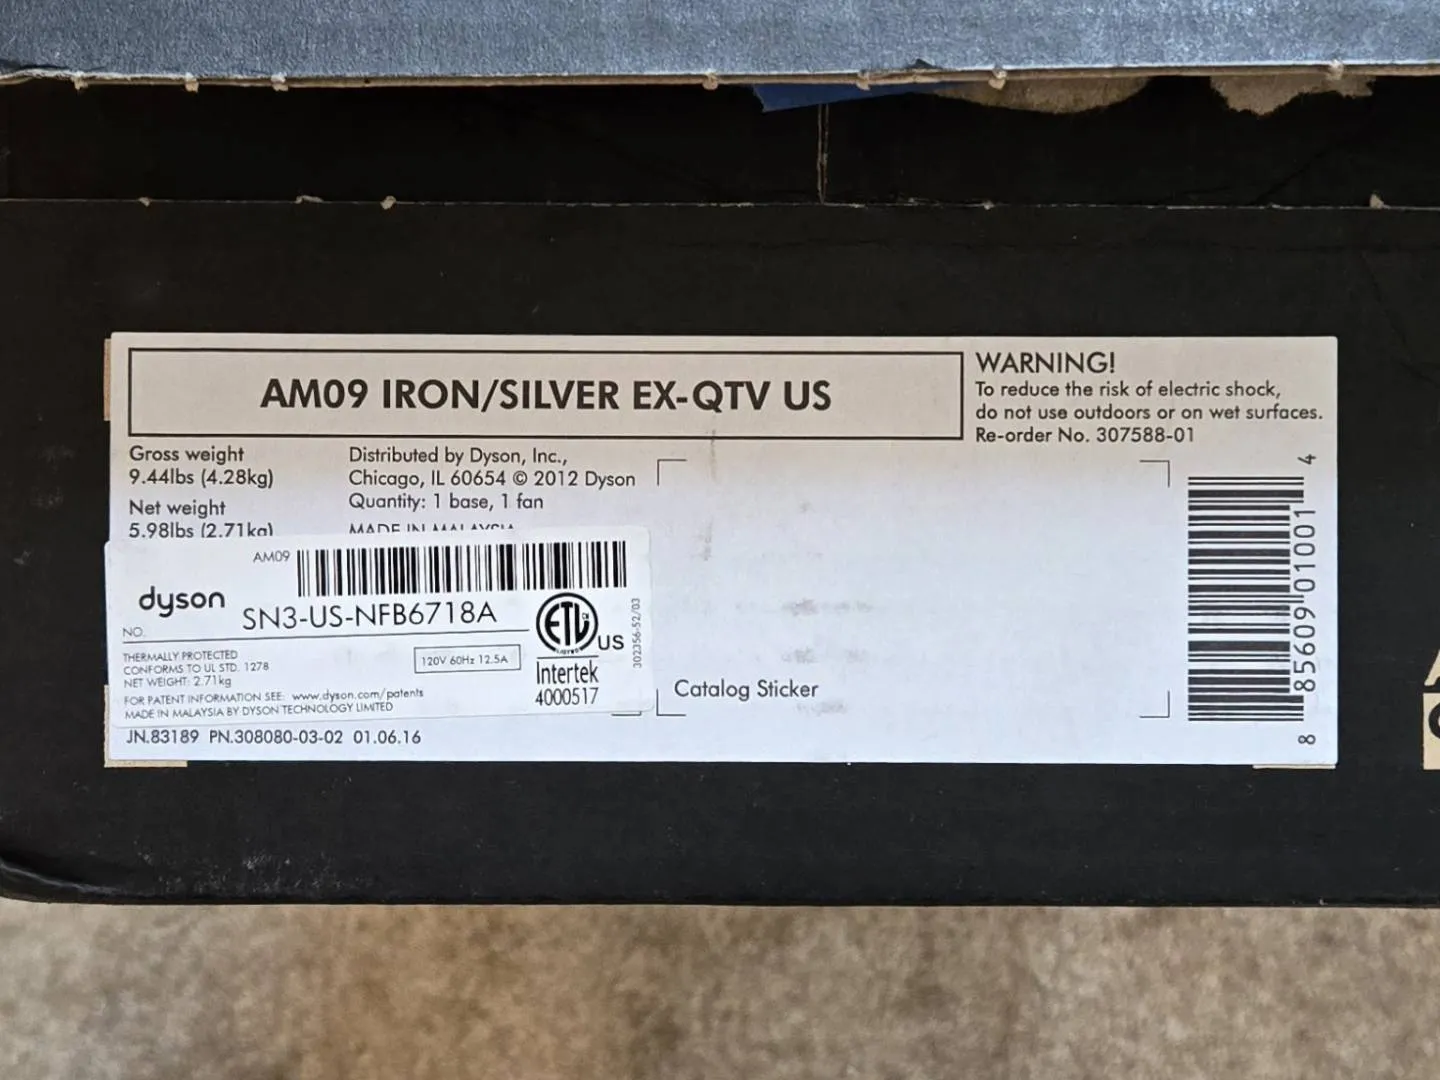 AM09 IRON/SILVER EX-QTV US
WARNING!
To reduce the risk of electric shock,
do not use outdoors or on wet surfaces.
Re-order No. 307588-01
Gross weight
9.44lbs (4.28kg)
Net weight
5.98lbs (2.71kg)
Distributed by Dyson, Inc.,
Chicago, IL 60654 © 2012 Dyson
Quantity: 1 base, 1 fan
MADE IN MALAYSIA
AM09
dyson
NO.
SN3-US-NFB6718A
THERMALLY PROTECTED
CONFORMS TO UL STD. 1278
NET WEIGHT: 2.71kg
120V 60Hz 12.5A
FOR PATENT INFORMATION SEE: www.dyson.com/patents
MADE IN MALAYSIA BY DYSON TECHNOLOGY LIMITED
ETL
LISTED
US
Intertek
4000517
302356-52/03
JN.83189 PN.308080-03-02 01.06.16
Catalog Sticker
8 85609 01001 4